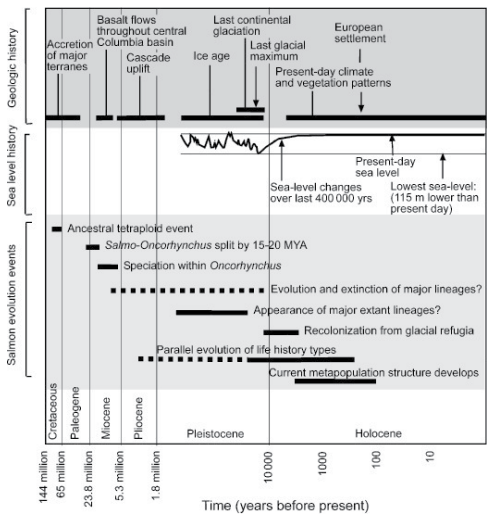 Geologic history
Accretion
of major
terranes
Basalt flows
throughout central
Columbia basin
Cascade
uplift
Ice age
Last continental
glaciation
Last glacial
maximum
European
settlement
Present-day climate
and vegetation patterns
Sea level history
Sea-level changes
over last 400 000 yrs
Present-day
sea level
Lowest sea-level:
(115 m lower than
present day)
Salmon evolution events
Ancestral tetraploid event
Salmo-Oncorhynchus split by 15-20 MYA
Speciation within Oncorhynchus
Evolution and extinction of major lineages?
Appearance of major extant lineages?
Recolonization from glacial refugia
Parallel evolution of life history types
Current metapopulation structure develops
Cretaceous
Paleogene
Miocene
Pliocene
Pleistocene
Holocene
144 million
65 million
23.8 million
5.3 million
1.8 million
10 000
1000
100
10
Time (years before present)